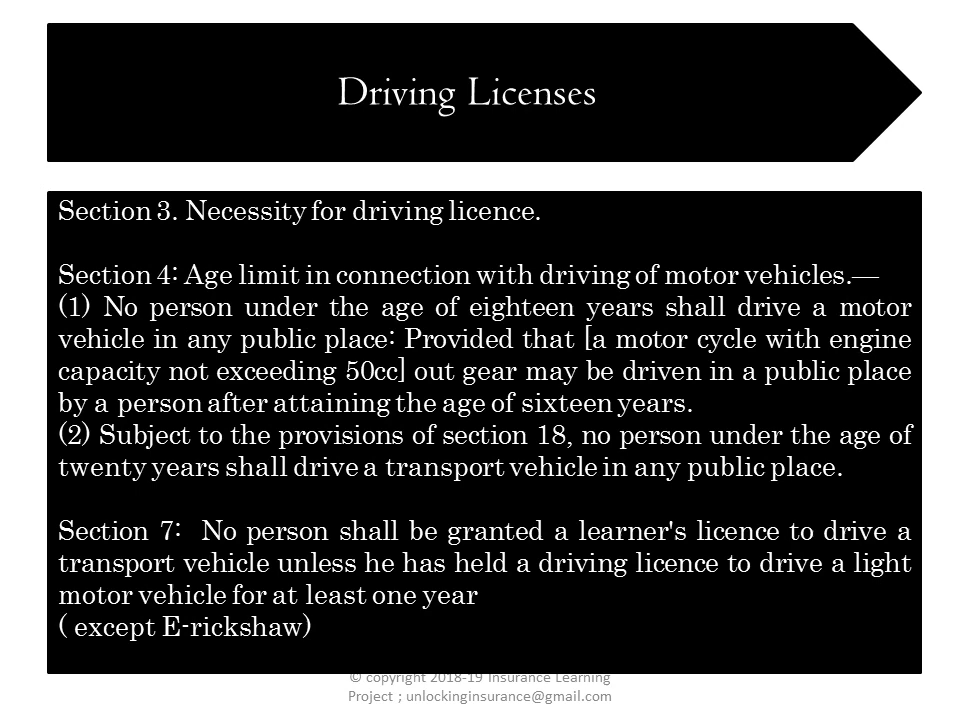 Driving Licenses
Section 3. Necessity for driving licence.
Section 4: Age limit in connection with driving of motor vehicles.—
(1) No person under the age of eighteen years shall drive a motor
vehicle in any public place: Provided that [a motor cycle with engine
capacity not exceeding 50cc] out gear may be driven in a public place
by a person after attaining the age of sixteen years.
(2) Subject to the provisions of section 18, no person under the age of
twenty years shall drive a transport vehicle in any public place.
Section 7:  No person shall be granted a learner's licence to drive a
transport vehicle unless he has held a driving licence to drive a light
motor vehicle for at least one year
( except E-rickshaw)
© copyright 2018-19 Insurance Learning
Project ; unlockinginsurance@gmail.com